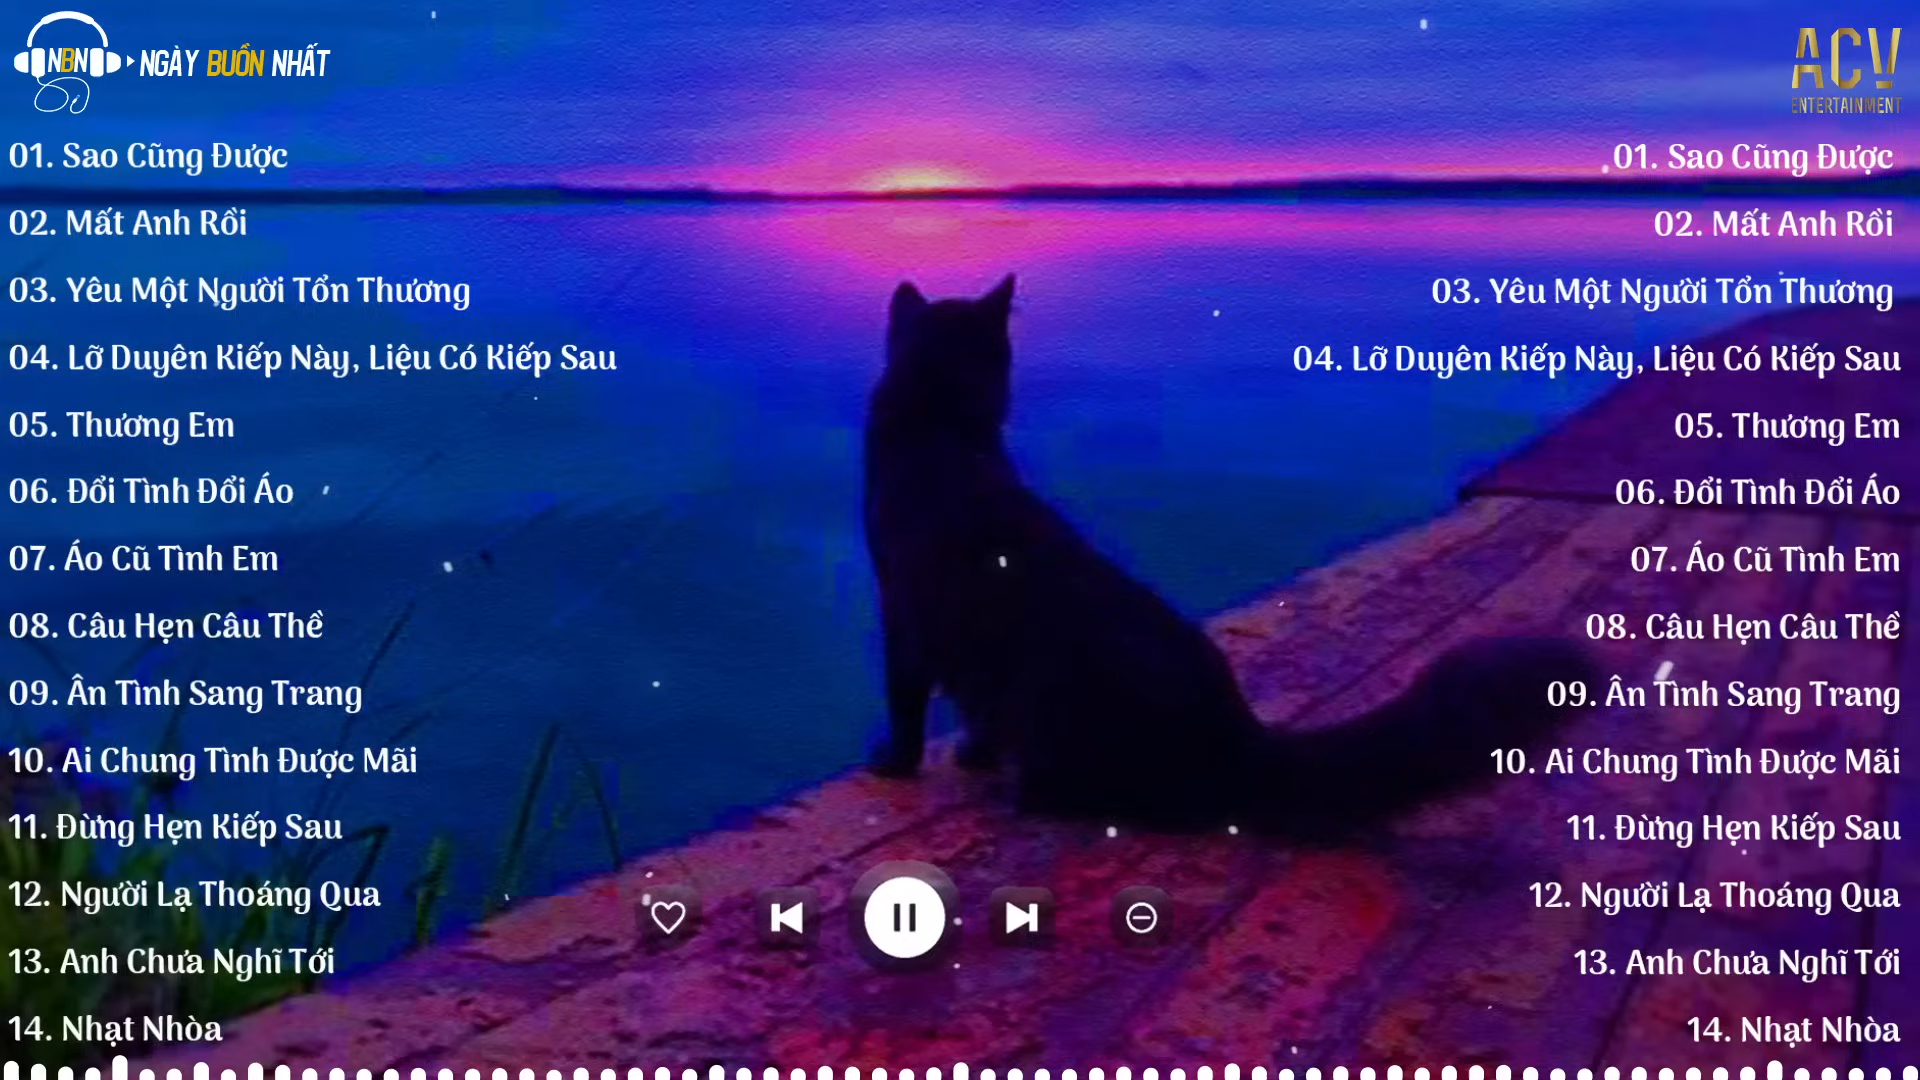 NBN NGÀY BUỒN NHẤT
ACV
ENTERTAINMENT
01. Sao Cũng Được
02. Mất Anh Rồi
03. Yêu Một Người Tổn Thương
04. Lỡ Duyên Kiếp Này, Liệu Có Kiếp Sau
05. Thương Em
06. Đổi Tình Đổi Áo
07. Áo Cũ Tình Em
08. Câu Hẹn Câu Thề
09. Ân Tình Sang Trang
10. Ai Chung Tình Được Mãi
11. Đừng Hẹn Kiếp Sau
12. Người Lạ Thoáng Qua
13. Anh Chưa Nghĩ Tới
14. Nhạt Nhòa
01. Sao Cũng Được
02. Mất Anh Rồi
03. Yêu Một Người Tổn Thương
04. Lỡ Duyên Kiếp Này, Liệu Có Kiếp Sau
05. Thương Em
06. Đổi Tình Đổi Áo
07. Áo Cũ Tình Em
08. Câu Hẹn Câu Thề
09. Ân Tình Sang Trang
10. Ai Chung Tình Được Mãi
11. Đừng Hẹn Kiếp Sau
12. Người Lạ Thoáng Qua
13. Anh Chưa Nghĩ Tới
14. Nhạt Nhòa